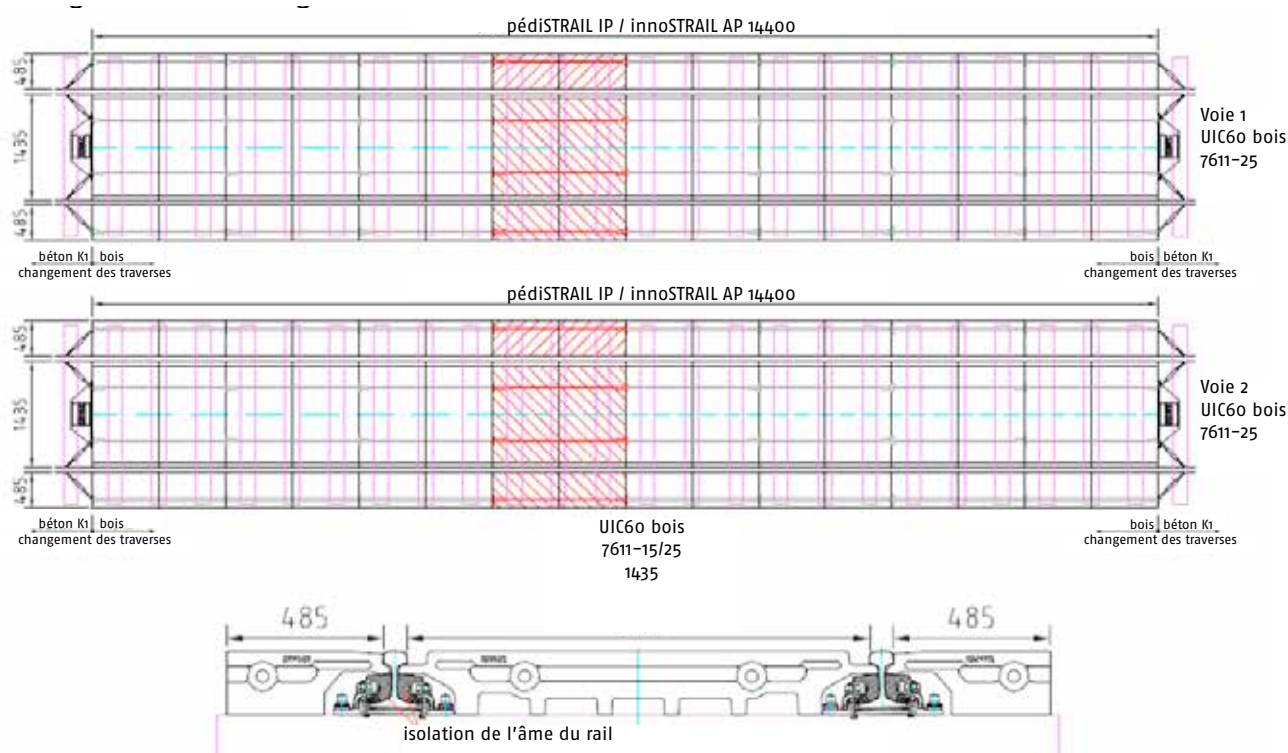 pédiSTRAIL IP / innoSTRAIL AP 14400
485
1435
485
Voie 1
UIC60 bois
7611-25
béton K1 bois
changement des traverses
bois béton K1
changement des traverses
pédiSTRAIL IP / innoSTRAIL AP 14400
485
1435
485
Voie 2
UIC60 bois
7611-25
béton K1 bois
changement des traverses
bois béton K1
changement des traverses
UIC60 bois
7611-15/25
1435
485
485
isolation de l'âme du rail